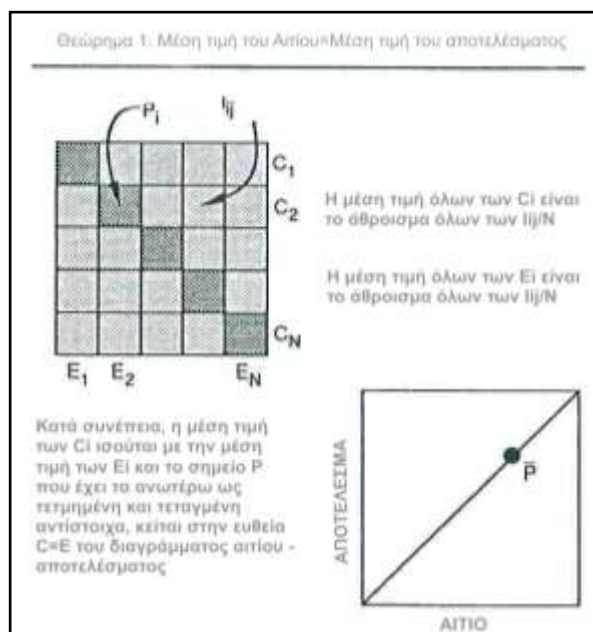 Θεώρημα 1. Μέση τιμή του Αιτίου=Μέση τιμή του αποτελέσματος
Pi
Iij
C1
C2
CN
E1 E2 EN
Η μέση τιμή όλων των Ci είναι
το άθροισμα όλων των Iij/N
Η μέση τιμή όλων των Ei είναι
το άθροισμα όλων των Iij/N
Κατά συνέπεια, η μέση τιμή
των Ci ισούται με την μέση
τιμή των Ei και το σημείο P
που έχει τα ανωτέρω ως
τετμημένη και τεταγμένη
αντίστοιχα, κείται στην ευθεία
C=E του διαγράμματος αιτίου -
αποτελέσματος
ΑΠΟΤΕΛΕΣΜΑ
P̄
ΑΙΤΙΟ